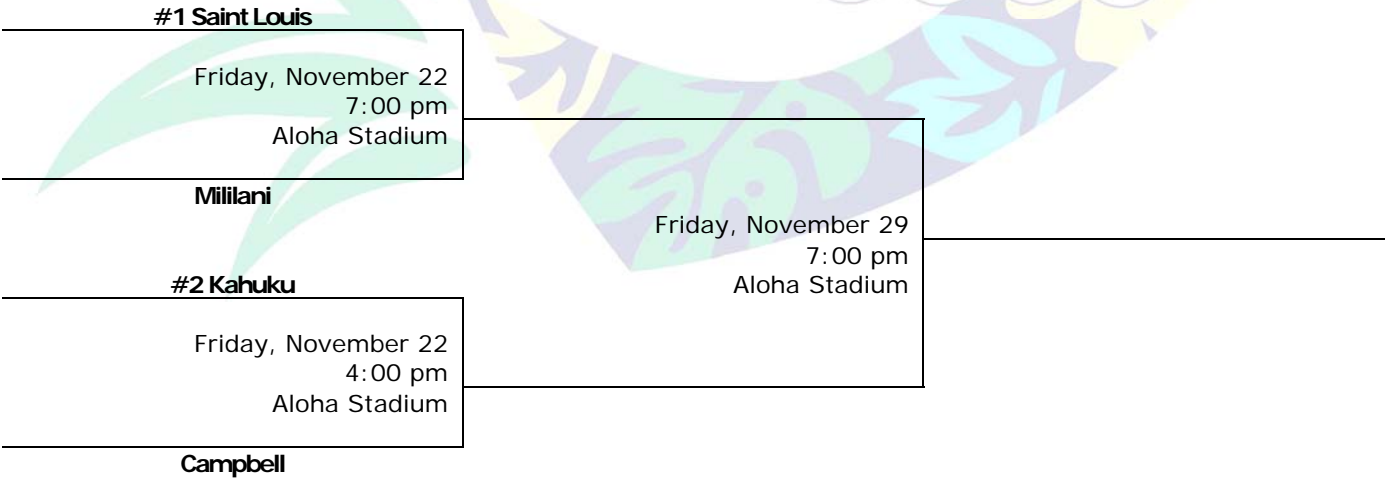 #1 Saint Louis
Friday, November 22
7:00 pm
Aloha Stadium
Mililani
Friday, November 29
7:00 pm
Aloha Stadium
#2 Kahuku
Friday, November 22
4:00 pm
Aloha Stadium
Campbell